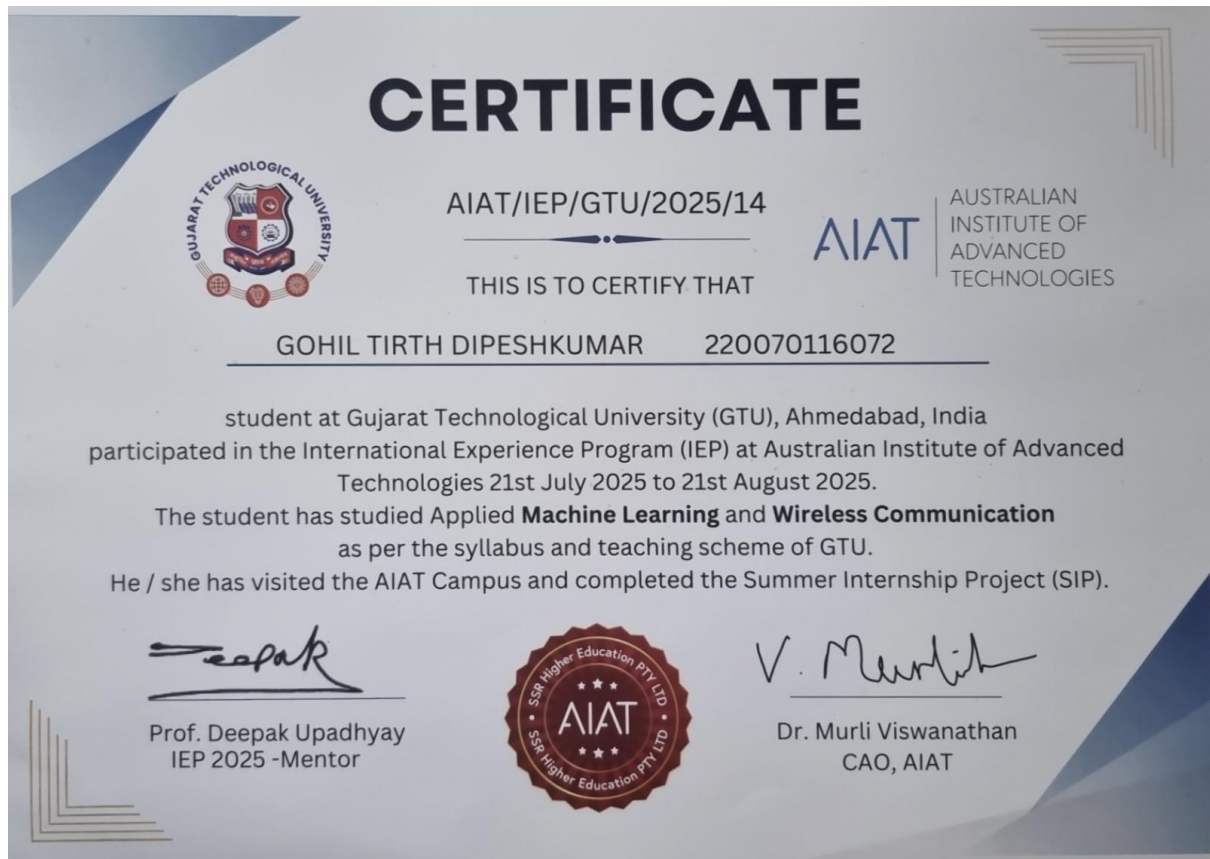 CERTIFICATE
GUJARAT TECHNOLOGICAL UNIVERSITY
AIAT/IEP/GTU/2025/14
AIAT
AUSTRALIAN
INSTITUTE OF
ADVANCED
TECHNOLOGIES
THIS IS TO CERTIFY THAT
GOHIL TIRTH DIPESHKUMAR 220070116072
student at Gujarat Technological University (GTU), Ahmedabad, India
participated in the International Experience Program (IEP) at Australian Institute of Advanced
Technologies 21st July 2025 to 21st August 2025.
The student has studied Applied Machine Learning and Wireless Communication
as per the syllabus and teaching scheme of GTU.
He / she has visited the AIAT Campus and completed the Summer Internship Project (SIP).
Deepak
V. Murli
Prof. Deepak Upadhyay
IEP 2025 -Mentor
SSR Higher Education PTY LTD
AIAT
SSR Higher Education PTY LTD
Dr. Murli Viswanathan
CAO, AIAT